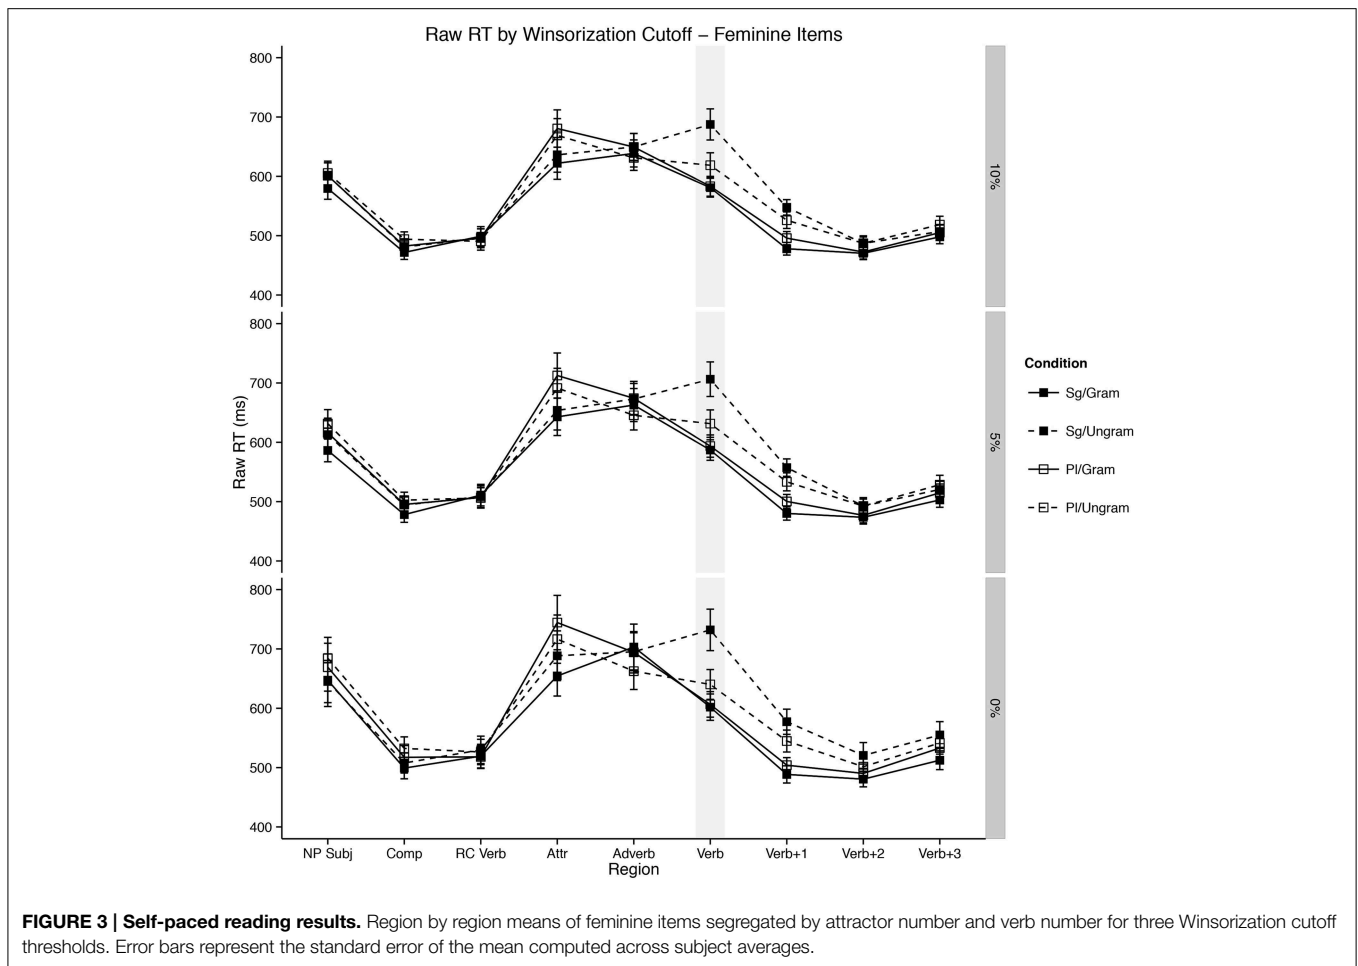 Raw RT by Winsorization Cutoff – Feminine Items
800
700
600
500
400
10%
800
700
600
500
400
5%
Raw RT (ms)
800
700
600
500
400
0%
NP Subj Comp RC Verb Attr Adverb Verb Verb+1 Verb+2 Verb+3
Region
Condition
Sg/Gram
Sg/Ungram
Pl/Gram
Pl/Ungram
FIGURE 3 | Self-paced reading results. Region by region means of feminine items segregated by attractor number and verb number for three Winsorization cutoff
thresholds. Error bars represent the standard error of the mean computed across subject averages.